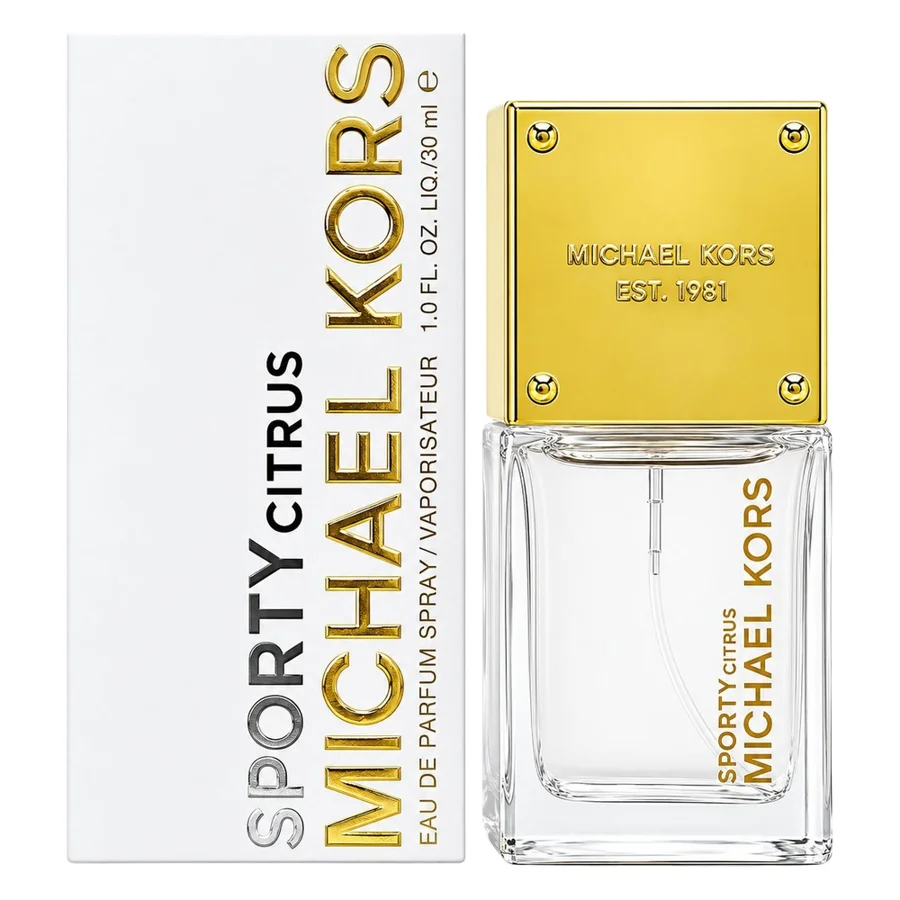 SPORTY CITRUS
MICHAEL KORS
EAU DE PARFUM SPRAY / VAPORISATEUR 1.0 FL. OZ. LIQ./30 ml ℮
MICHAEL KORS
EST. 1981
SPORTY CITRUS
MICHAEL KORS